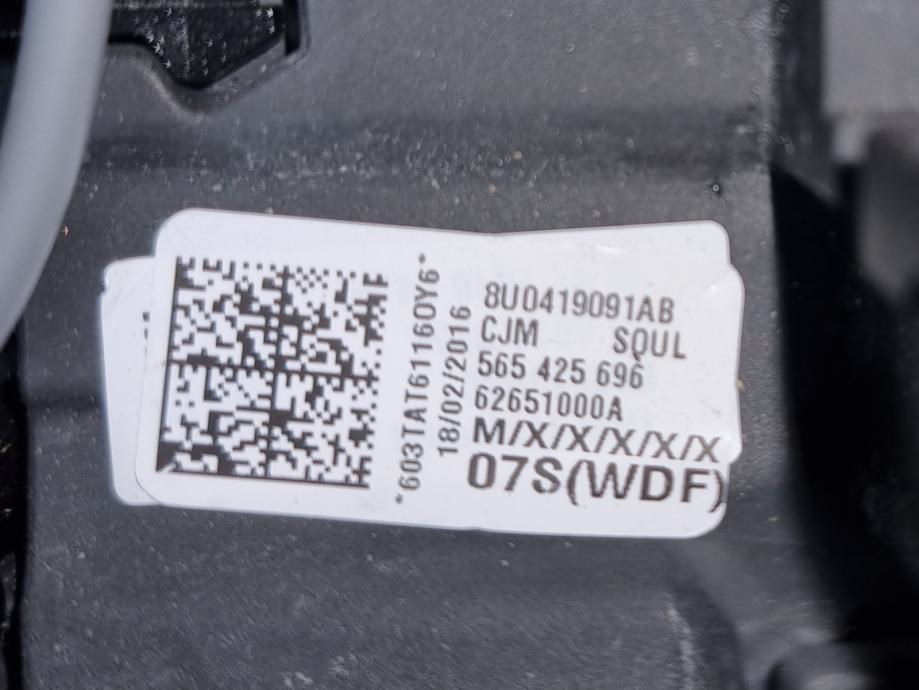 8U0419091AB
CJM SQUL
565 425 696
62651000A
M/X/X/X/X/X
07S(WDF)
*603TAT61160Y6*
18/02/2016